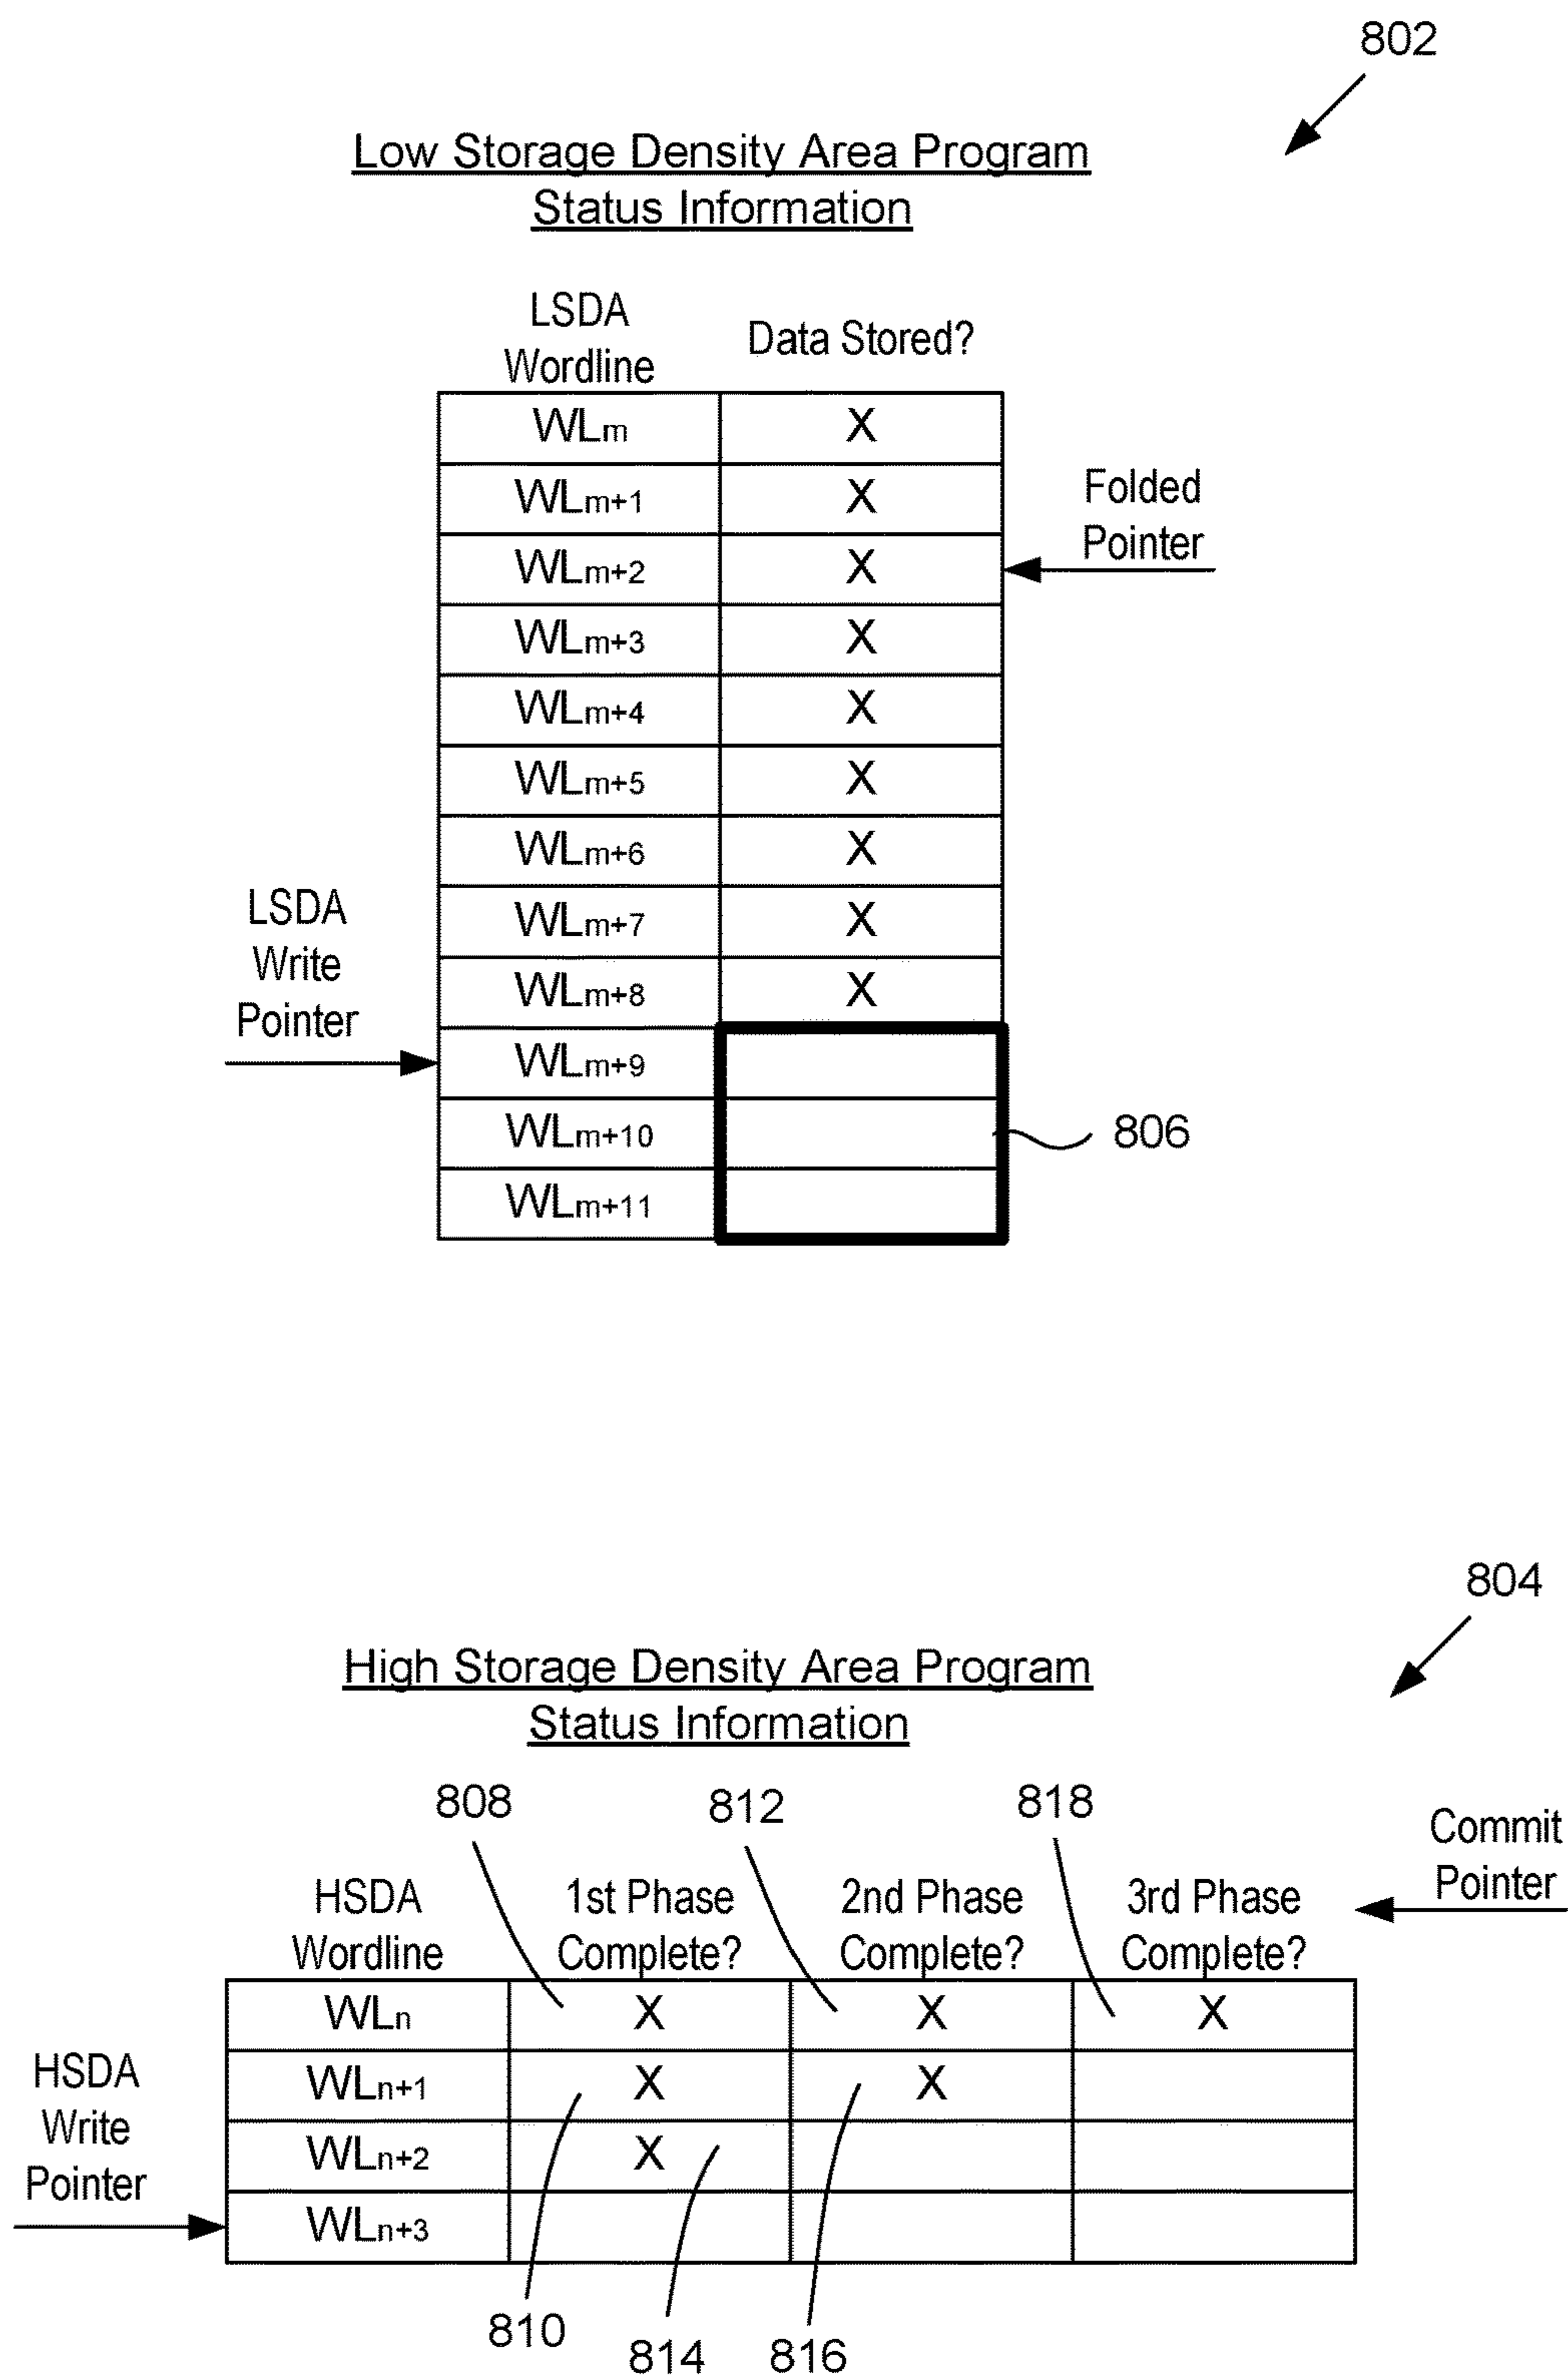 802
Low Storage Density Area Program
Status Information
LSDA
Wordline
Data Stored?
WLm X
WLm+1 X
Folded
Pointer
WLm+2 X
WLm+3 X
WLm+4 X
WLm+5 X
WLm+6 X
LSDA
Write
Pointer
WLm+7 X
WLm+8 X
WLm+9
WLm+10
806
WLm+11
804
High Storage Density Area Program
Status Information
808
812
818
Commit
Pointer
HSDA
Wordline
1st Phase
Complete?
2nd Phase
Complete?
3rd Phase
Complete?
WLn X X X
HSDA
Write
Pointer
WLn+1 X X
WLn+2 X
WLn+3
810
814
816